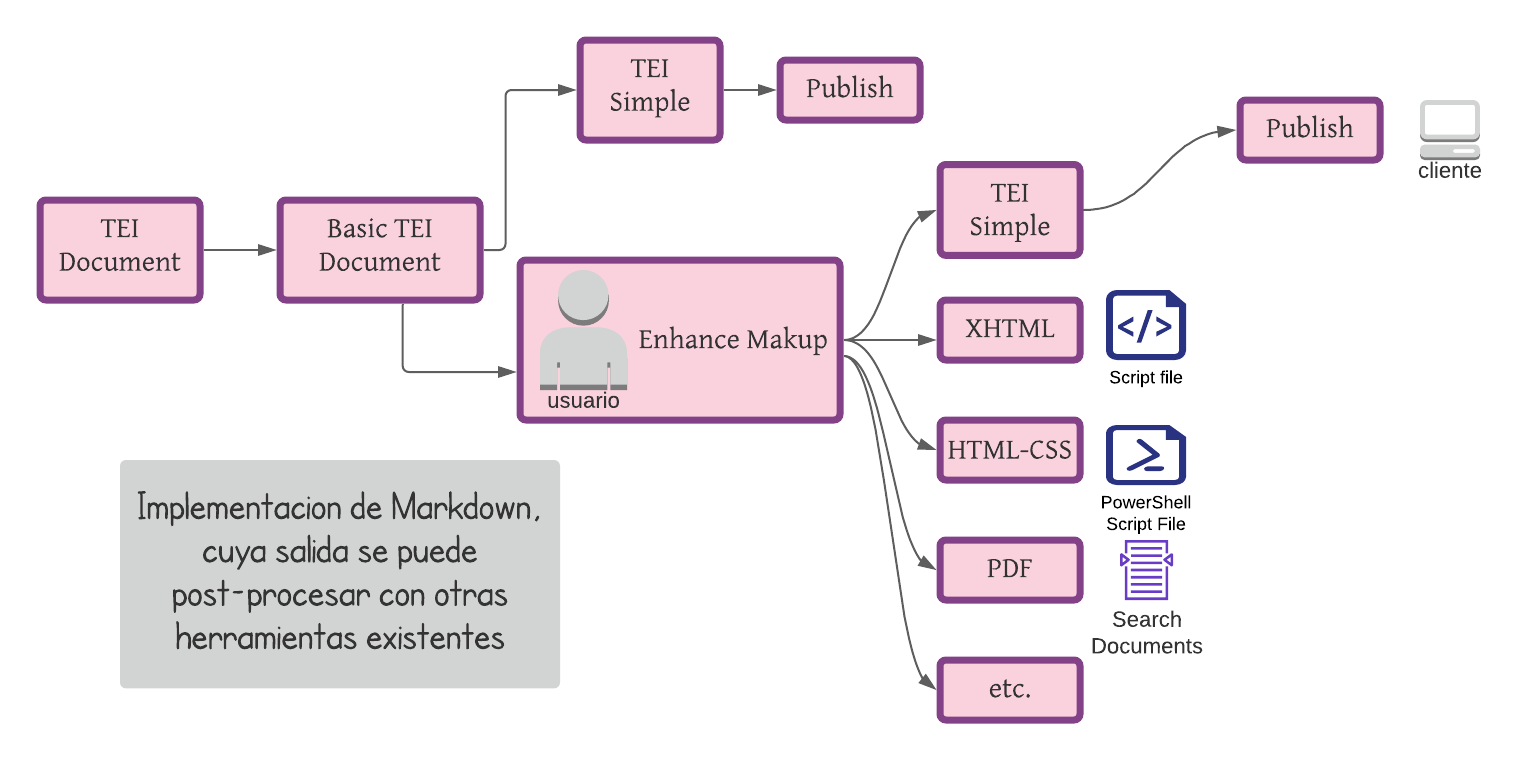 TEI
Simple
Publish
Publish
cliente
TEI
Document
Basic TEI
Document
TEI
Simple
Enhance Makup
usuario
XHTML
Script file
HTML-CSS
PowerShell
Script File
PDF
Search
Documents
etc.
Implementacion de Markdown,
cuya salida se puede
post-procesar con otras
herramientas existentes